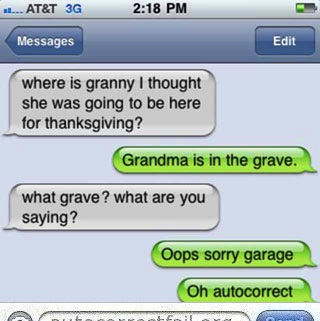 AT&T 3G 2:18 PM
Messages Edit
where is granny I thought
she was going to be here
for thanksgiving?
Grandma is in the grave.
what grave? what are you
saying?
Oops sorry garage
Oh autocorrect
autocorrectfail.org